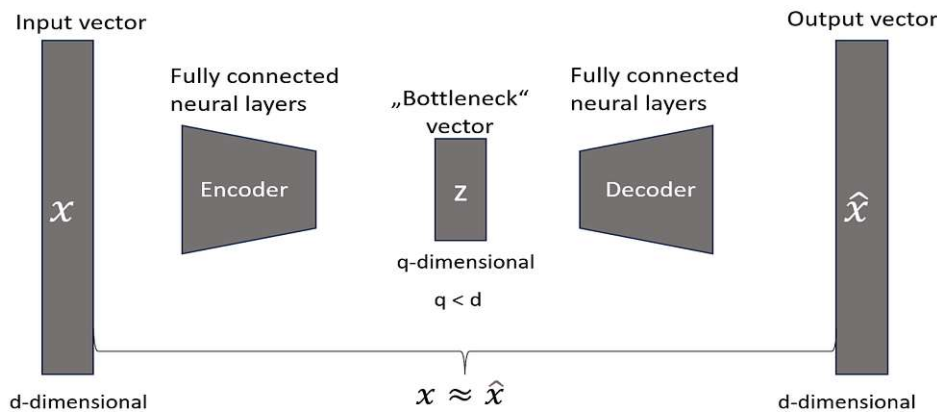 Input vector
Output vector
Fully connected
neural layers
„Bottleneck“
vector
Fully connected
neural layers
x
Encoder
z
Decoder
x̂
q-dimensional
q < d
x ≈ x̂
d-dimensional
d-dimensional